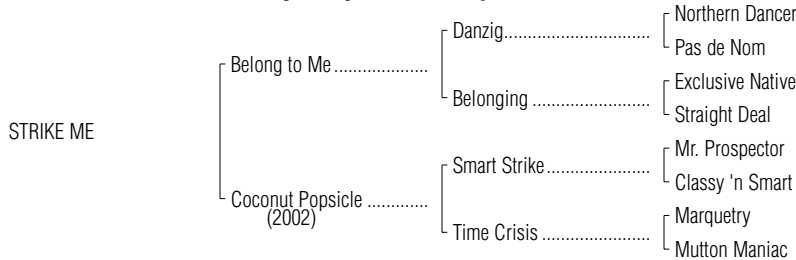 Northern Dancer
Danzig
Pas de Nom
Belong to Me
Exclusive Native
Belonging
Straight Deal
STRIKE ME
Mr. Prospector
Smart Strike
Classy 'n Smart
Coconut Popsicle
(2002)
Marquetry
Time Crisis
Mutton Maniac